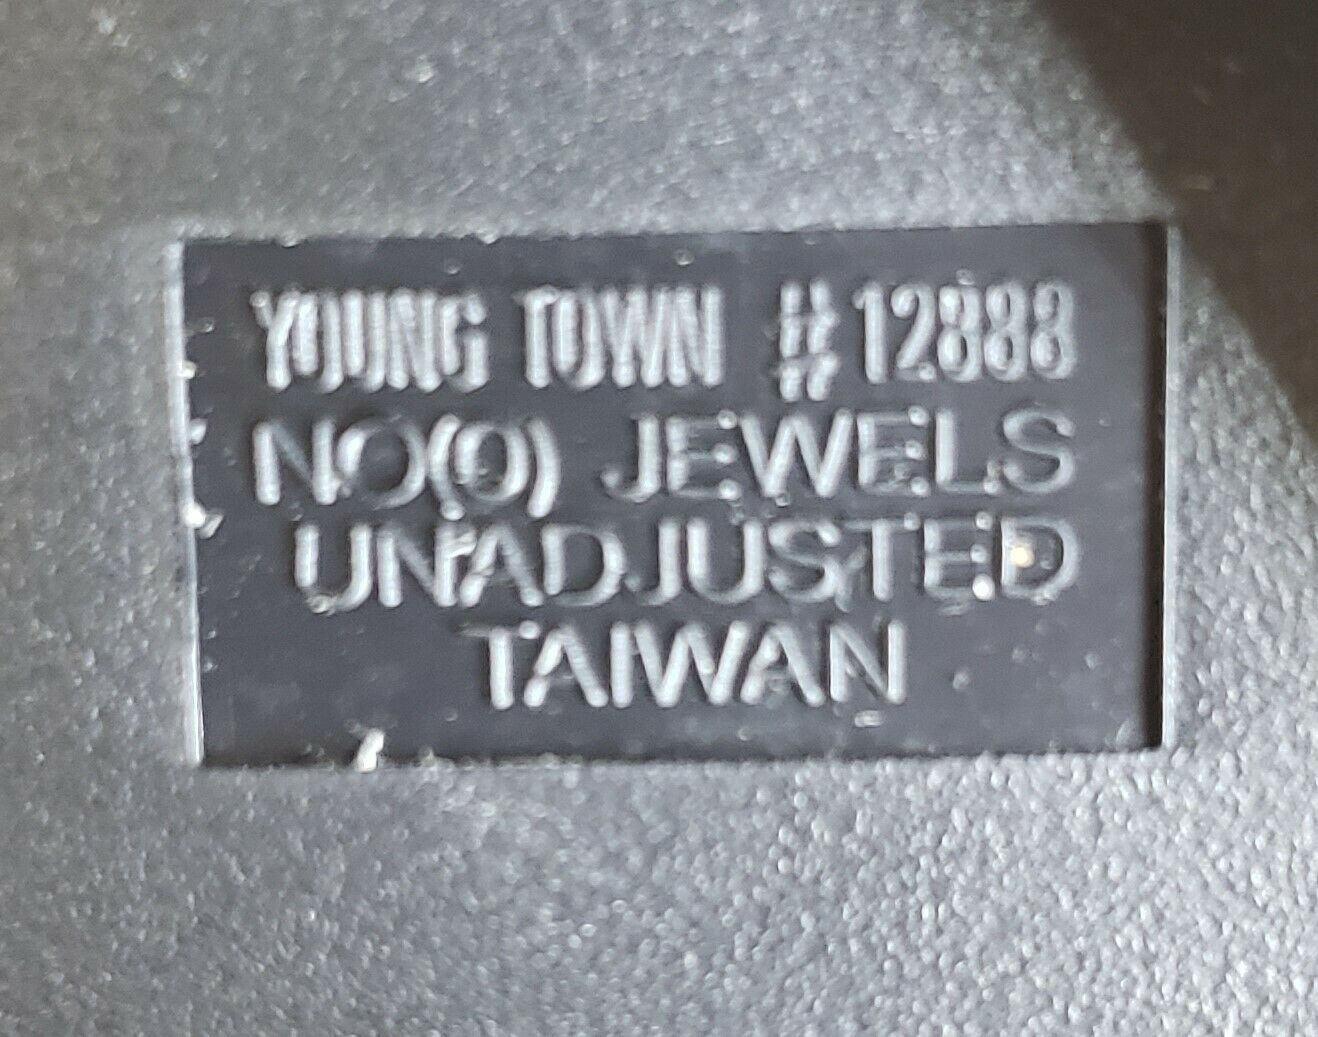 YOUNG TOWN #12888
NO(0) JEWELS
UNADJUSTED
TAIWAN